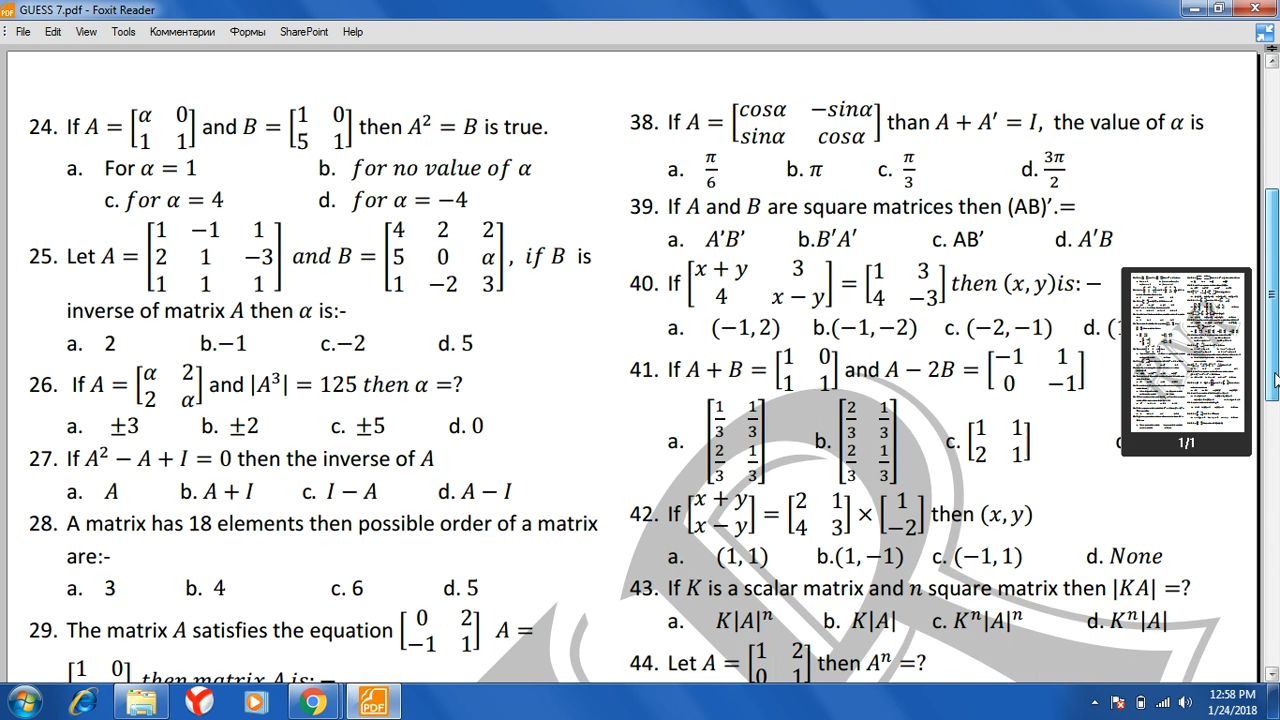 GUESS 7.pdf - Foxit Reader
File Edit View Tools Комментарии Формы SharePoint Help
24. If A = [α 0; 1 1] and B = [1 0; 5 1] then A² = B is true.
a. For α = 1 b. for no value of α
c. for α = 4 d. for α = −4
25. Let A = [1 −1 1; 2 1 −3; 1 1 1] and B = [4 2 2; 5 0 α; 1 −2 3], if B is
inverse of matrix A then α is:-
a. 2 b.−1 c.−2 d. 5
26. If A = [α 2; 2 α] and |A³| = 125 then α =?
a. ±3 b. ±2 c. ±5 d. 0
27. If A² − A + I = 0 then the inverse of A
a. A b. A + I c. I − A d. A − I
28. A matrix has 18 elements then possible order of a matrix
are:-
a. 3 b. 4 c. 6 d. 5
29. The matrix A satisfies the equation [0 2; −1 1] A =
[1 0 then matrix A is: −
38. If A = [cosα −sinα; sinα cosα] than A + A′ = I, the value of α is
a. π/6 b. π c. π/3 d. 3π/2
39. If A and B are square matrices then (AB)’.=
a. A’B’ b.B′A′ c. AB’ d. A′B
40. If [x + y 3; 4 x − y] = [1 3; 4 −3] then (x, y)is: −
a. (−1, 2) b.(−1, −2) c. (−2, −1) d. (1
41. If A + B = [1 0; 1 1] and A − 2B = [−1 1; 0 −1]
a. [1/3 1/3; 2/3 1/3] b. [2/3 1/3; 2/3 1/3] c. [1 1; 2 1]
42. If [x + y; x − y] = [2 1; 4 3] × [1; −2] then (x, y)
a. (1, 1) b.(1, −1) c. (−1, 1) d. None
43. If K is a scalar matrix and n square matrix then |KA| =?
a. K|A|ⁿ b. K|A| c. Kⁿ|A|ⁿ d. Kⁿ|A|
44. Let A = [1 2; 0 1] then Aⁿ =?
1/1
12:58 PM
1/24/2018